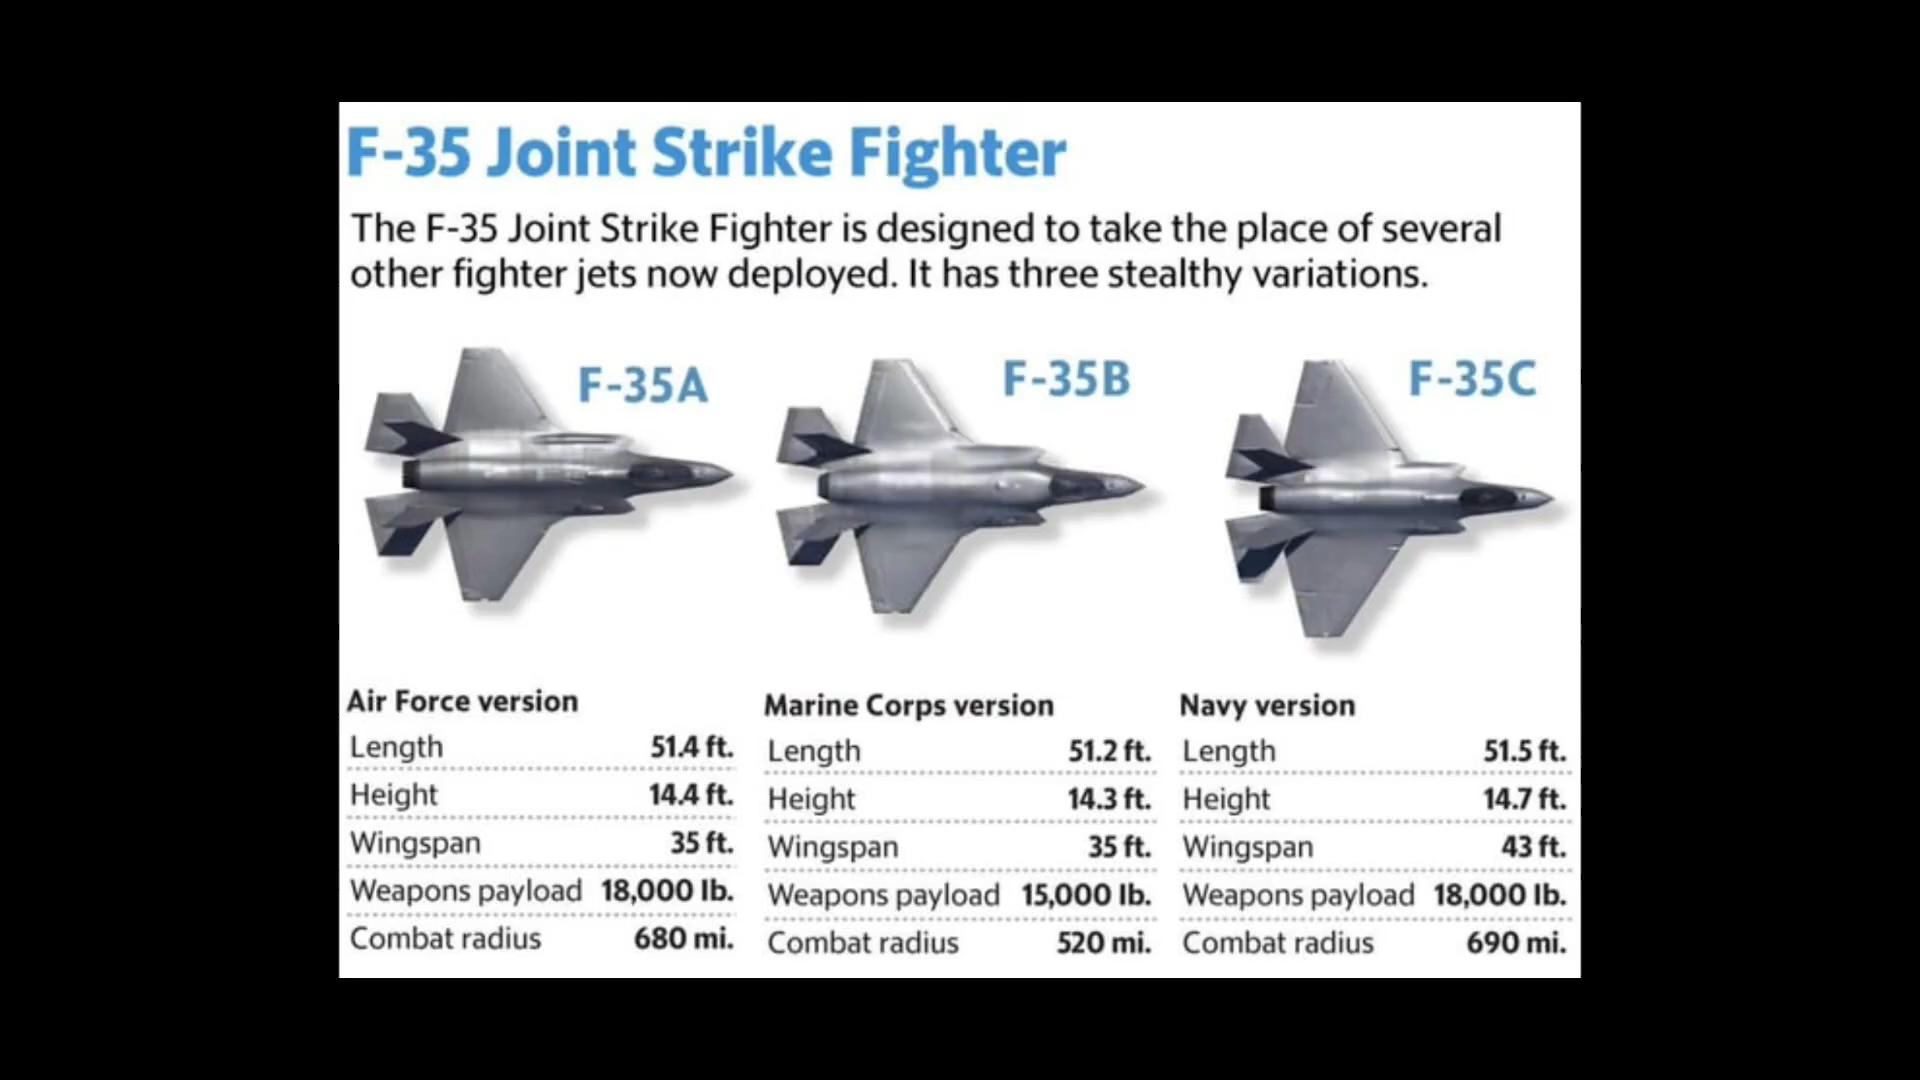 F-35 Joint Strike Fighter
The F-35 Joint Strike Fighter is designed to take the place of several
other fighter jets now deployed. It has three stealthy variations.
F-35A
F-35B
F-35C
Air Force version
Length 51.4 ft.
Height 14.4 ft.
Wingspan 35 ft.
Weapons payload 18,000 lb.
Combat radius 680 mi.
Marine Corps version
Length 51.2 ft.
Height 14.3 ft.
Wingspan 35 ft.
Weapons payload 15,000 lb.
Combat radius 520 mi.
Navy version
Length 51.5 ft.
Height 14.7 ft.
Wingspan 43 ft.
Weapons payload 18,000 lb.
Combat radius 690 mi.